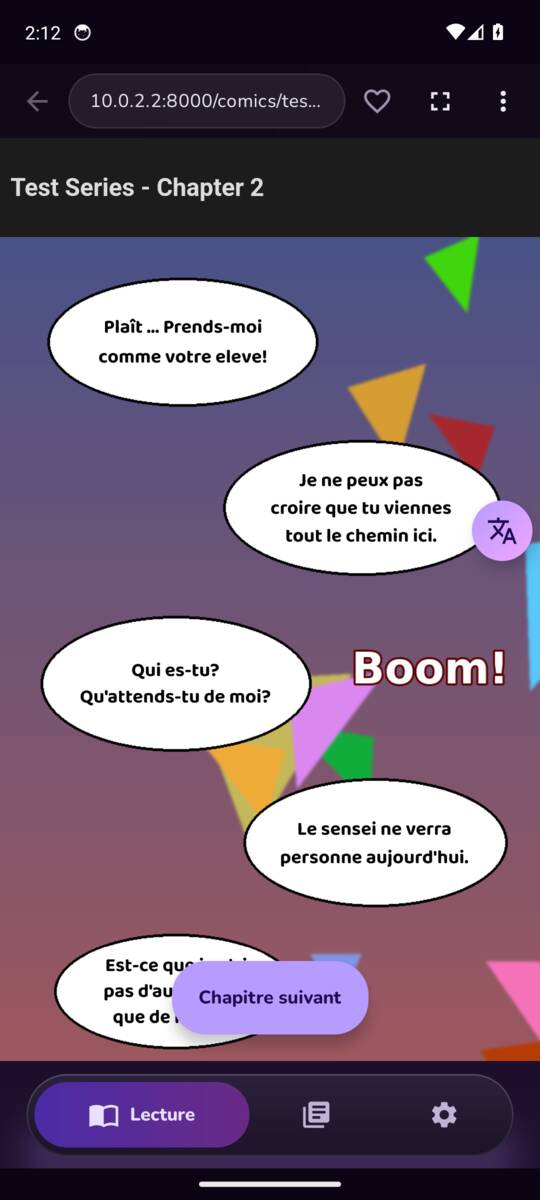 2:12
10.0.2.2:8000/comics/tes...
Test Series - Chapter 2
Plaît ... Prends-moi
comme votre eleve!
Je ne peux pas
croire que tu viennes
tout le chemin ici.
Qui es-tu?
Qu'attends-tu de moi?
Boom!
Le sensei ne verra
personne aujourd'hui.
Est-ce que
pas
que de
Chapitre suivant
Lecture